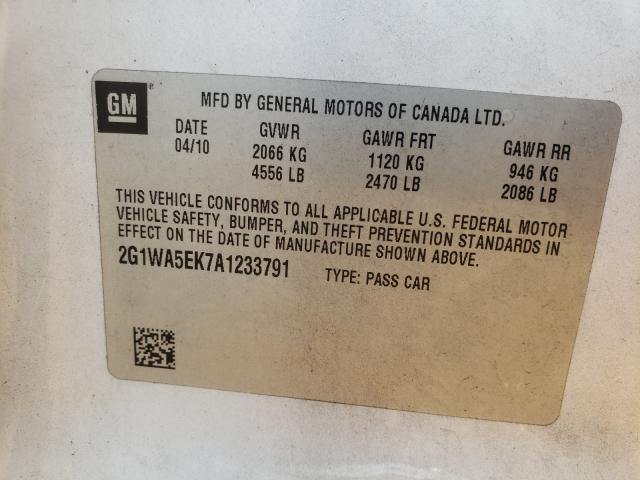 GM
MFD BY GENERAL MOTORS OF CANADA LTD.
DATE GVWR GAWR FRT GAWR RR
04/10 2066 KG 1120 KG 946 KG
4556 LB 2470 LB 2086 LB
THIS VEHICLE CONFORMS TO ALL APPLICABLE U.S. FEDERAL MOTOR
VEHICLE SAFETY, BUMPER, AND THEFT PREVENTION STANDARDS IN
EFFECT ON THE DATE OF MANUFACTURE SHOWN ABOVE.
2G1WA5EK7A1233791 TYPE: PASS CAR